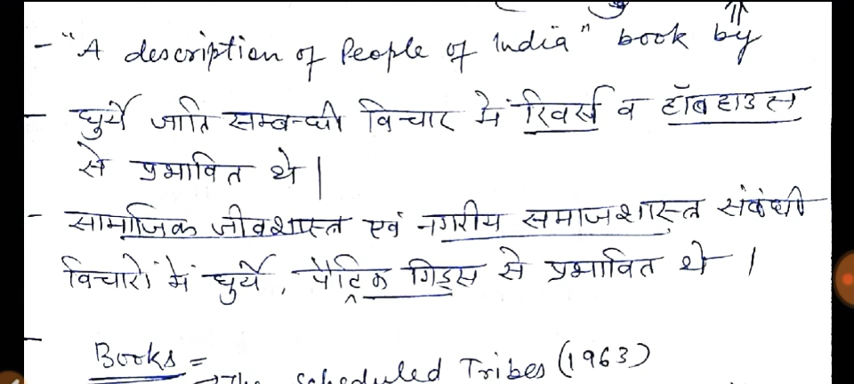 - "A description of People of India" book by
- घुर्ये जाति सम्बन्धी विचार में रिवर्स व हॉबहाउस
से प्रभावित थे |
- सामाजिक जीवशास्त्र एवं नगरीय समाजशास्त्र संबंधी
विचारों में घुर्ये, पैट्रिक गिड्स से प्रभावित थे |
- Books =
→ The Scheduled Tribes (1963)